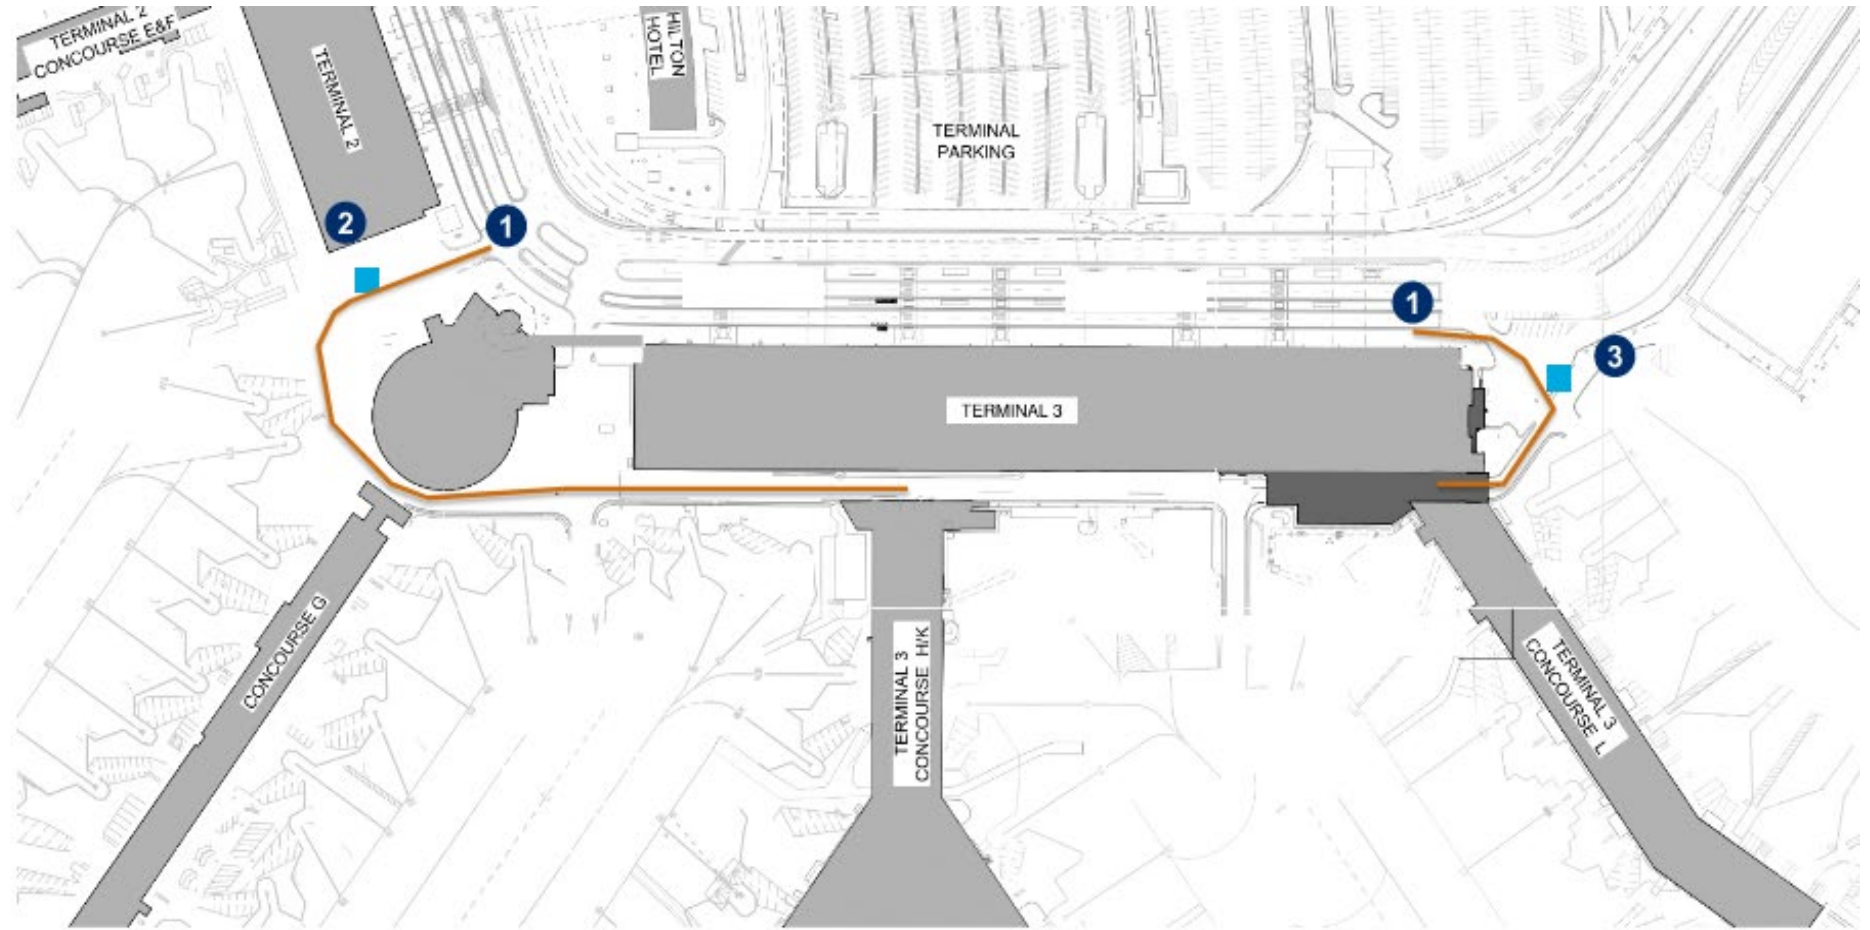 TERMINAL 2
CONCOURSE E&F
TERMINAL 2
HILTON
HOTEL
TERMINAL
PARKING
2
1
1
3
TERMINAL 3
CONCOURSE G
TERMINAL 3
CONCOURSE H/K
TERMINAL 3
CONCOURSE L